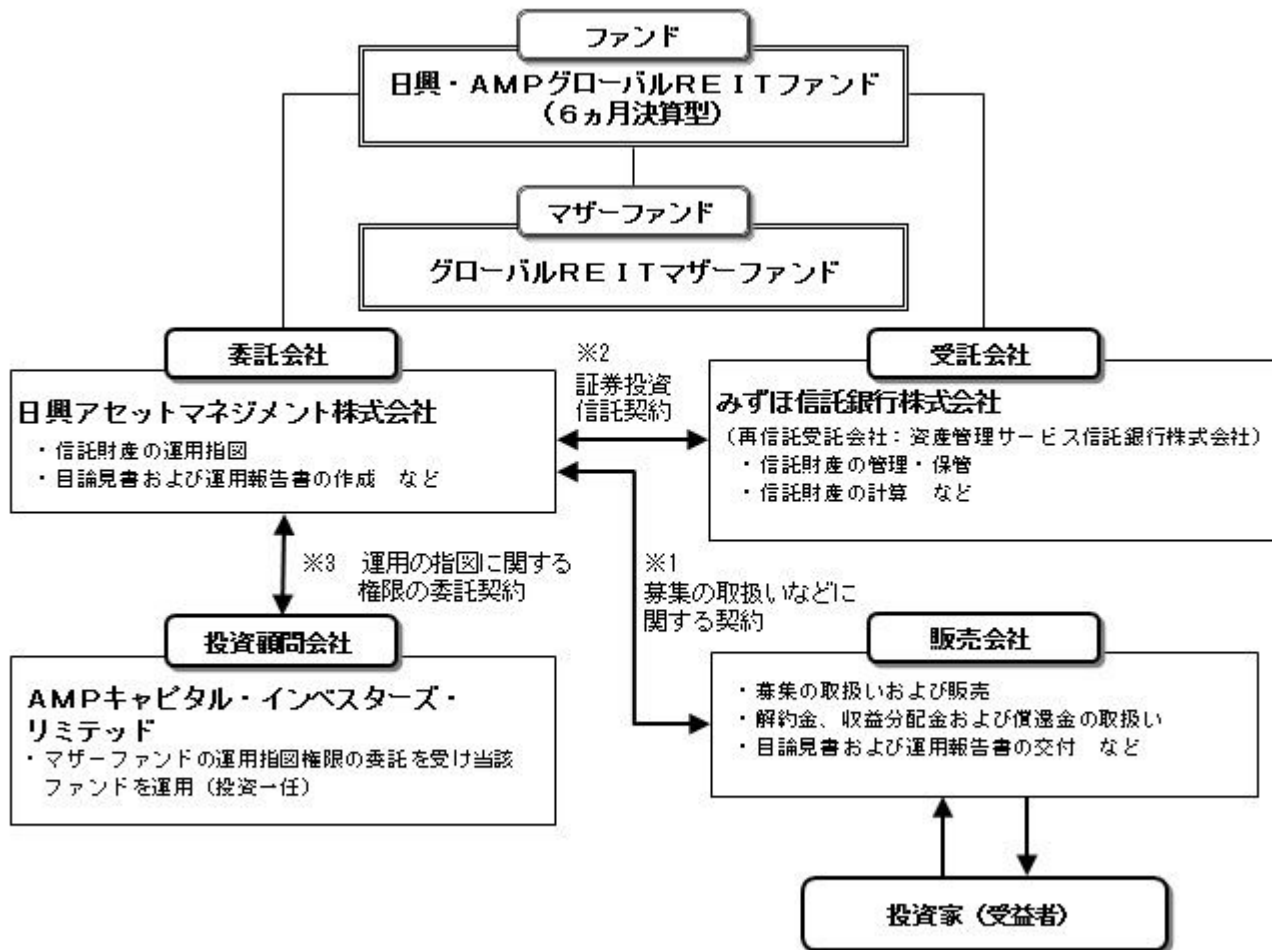 ファンド
日興・AMPグローバルREITファンド
(6ヵ月決算型)
マザーファンド
グローバルREITマザーファンド
委託会社
日興アセットマネジメント株式会社
・信託財産の運用指図
・目論見書および運用報告書の作成 など
※2
証券投資
信託契約
受託会社
みずほ信託銀行株式会社
(再信託受託会社:資産管理サービス信託銀行株式会社)
・信託財産の管理・保管
・信託財産の計算 など
※3 運用の指図に関する
権限の委託契約
※1
募集の取扱いなどに
関する契約
投資顧問会社
AMPキャピタル・インベスターズ・
リミテッド
・マザーファンドの運用指図権限の委託を受け当該
ファンドを運用(投資一任)
販売会社
・募集の取扱いおよび販売
・解約金、収益分配金および償還金の取扱い
・目論見書および運用報告書の交付 など
投資家(受益者)